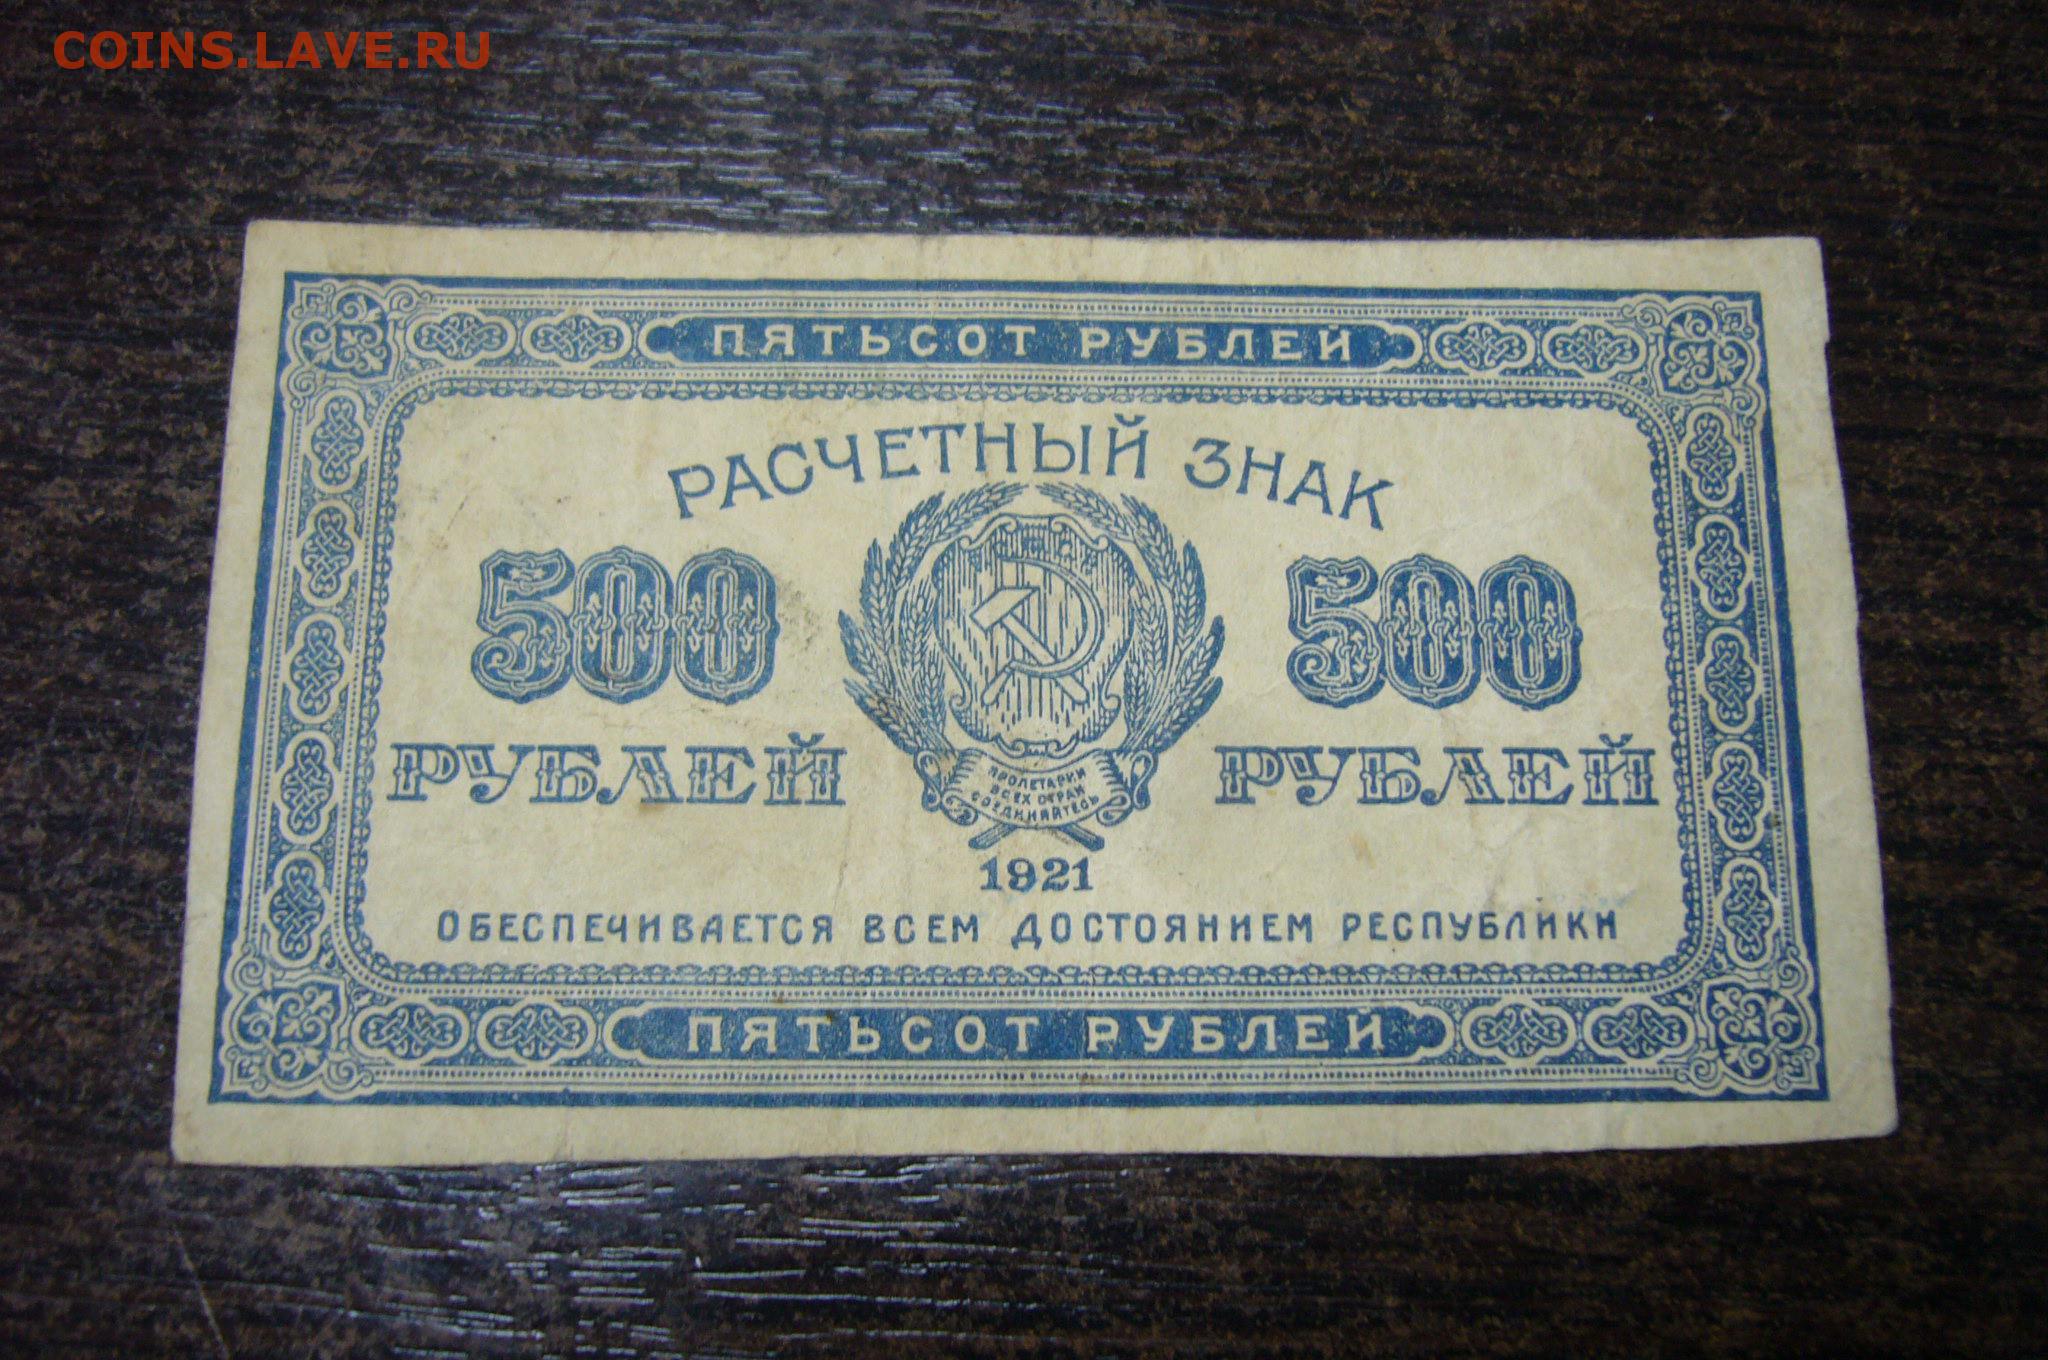 COINS.LAVE.RU
ПЯТЬСОТ РУБЛЕЙ
РАСЧЕТНЫЙ ЗНАК
500 500
РУБЛЕЙ РУБЛЕЙ
ПРОЛЕТАРИИ
ВСЕХ СТРАН
СОЕДИНЯЙТЕСЬ
1921
ОБЕСПЕЧИВАЕТСЯ ВСЕМ ДОСТОЯНИЕМ РЕСПУБЛИКИ
ПЯТЬСОТ РУБЛЕЙ